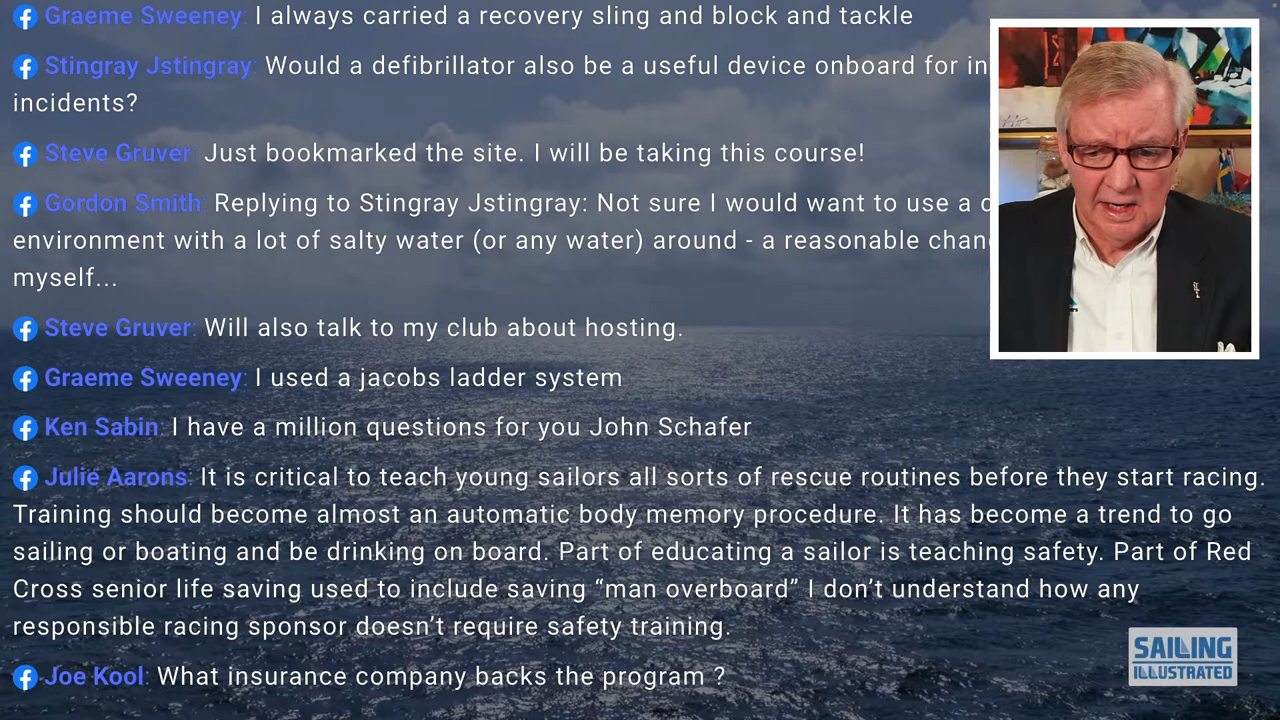 Graeme Sweeney: I always carried a recovery sling and block and tackle
Stingray Jstingray: Would a defibrillator also be a useful device onboard for in
incidents?
Steve Gruver: Just bookmarked the site. I will be taking this course!
Gordon Smith: Replying to Stingray Jstingray: Not sure I would want to use a
environment with a lot of salty water (or any water) around - a reasonable
myself...
Steve Gruver: Will also talk to my club about hosting.
Graeme Sweeney: I used a jacobs ladder system
Ken Sabin: I have a million questions for you John Schafer
Julie Aarons: It is critical to teach young sailors all sorts of rescue routines before they start racing.
Training should become almost an automatic body memory procedure. It has become a trend to go
sailing or boating and be drinking on board. Part of educating a sailor is teaching safety. Part of Red
Cross senior life saving used to include saving “man overboard” I don’t understand how any
responsible racing sponsor doesn’t require safety training.
Joe Kool: What insurance company backs the program ?
SAILING
ILLUSTRATED